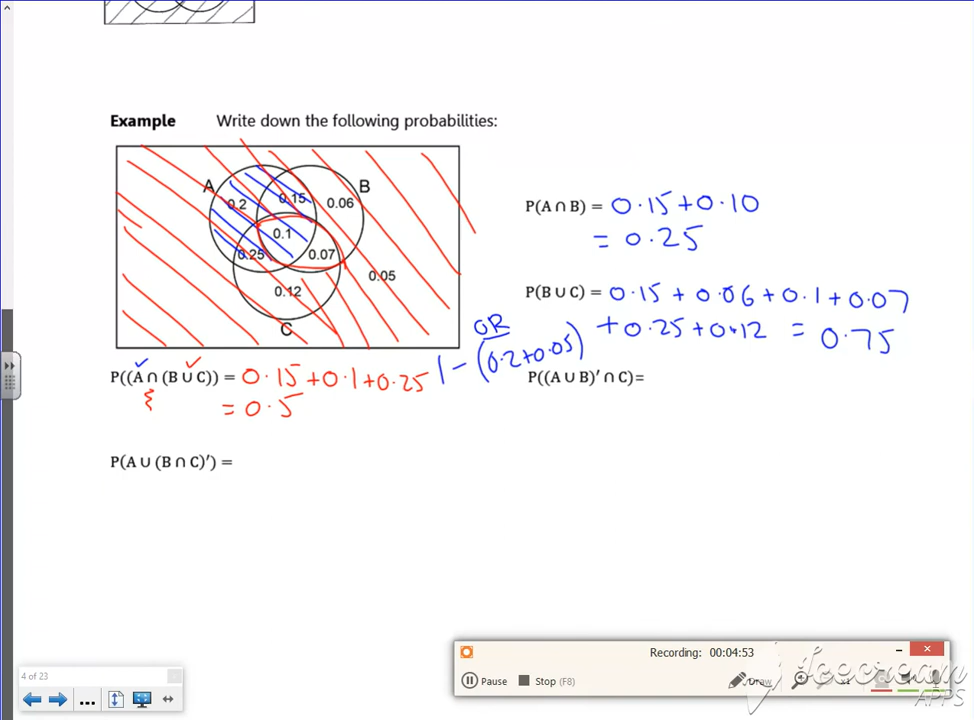 Example Write down the following probabilities:
A
B
0.2
0.15
0.06
0.1
0.25
0.07
0.05
0.12
C
P(A ∩ B) = 0.15 + 0.10
= 0.25
P(B ∪ C) = 0.15 + 0.06 + 0.1 + 0.07
+ 0.25 + 0.12 = 0.75
OR
1 - (0.2+0.05)
P((A ∩ (B ∪ C)) = 0.15 + 0.1 + 0.25
= 0.5
P((A ∪ B)′ ∩ C)=
P(A ∪ (B ∩ C)′) =
4 of 23
Recording: 00:04:53
Pause Stop (F8) Draw
Icecream
APPS